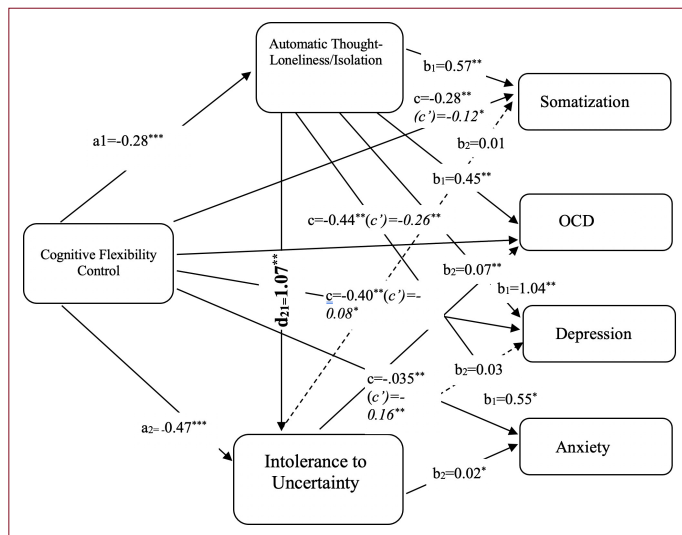 Automatic Thought-
Loneliness/Isolation
b1=0.57**
Somatization
c=-0.28**
(c')=-0.12*
a1=-0.28***
b2=0.01
b1=0.45**
OCD
c=-0.44**(c')=-0.26**
Cognitive Flexibility
Control
d21=1.07**
b2=0.07**
b1=1.04**
c=-0.40**(c')=-
0.08*
Depression
b2=0.03
c=-.035**
(c')=-
0.16**
b1=0.55*
a2=-0.47***
Anxiety
Intolerance to
Uncertainty
b2=0.02*